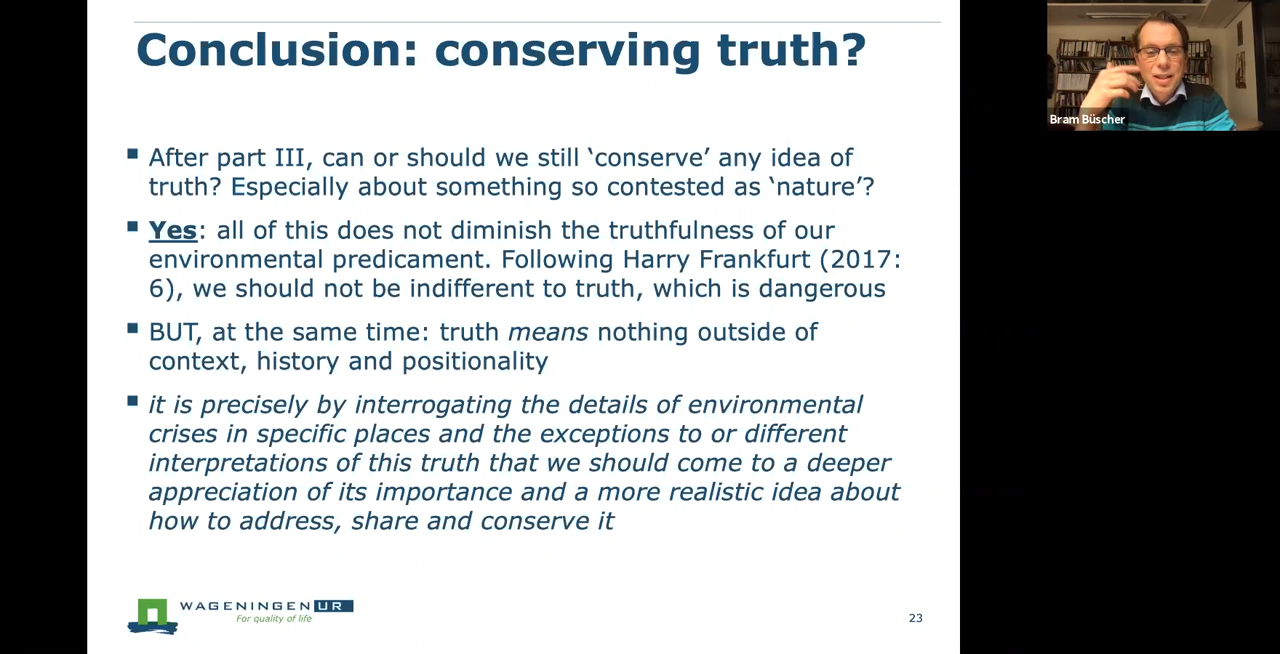 Conclusion: conserving truth?
Bram Büscher
▪ After part III, can or should we still ‘conserve’ any idea of
truth? Especially about something so contested as ‘nature’?
▪ Yes: all of this does not diminish the truthfulness of our
environmental predicament. Following Harry Frankfurt (2017:
6), we should not be indifferent to truth, which is dangerous
▪ BUT, at the same time: truth means nothing outside of
context, history and positionality
▪ it is precisely by interrogating the details of environmental
crises in specific places and the exceptions to or different
interpretations of this truth that we should come to a deeper
appreciation of its importance and a more realistic idea about
how to address, share and conserve it
WAGENINGEN UR
For quality of life
23